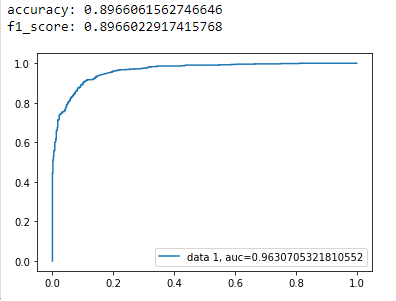 accuracy: 0.8966061562746646
f1_score: 0.8966022917415768
1.0
0.8
0.6
0.4
0.2
0.0
data 1, auc=0.9630705321810552
0.0 0.2 0.4 0.6 0.8 1.0